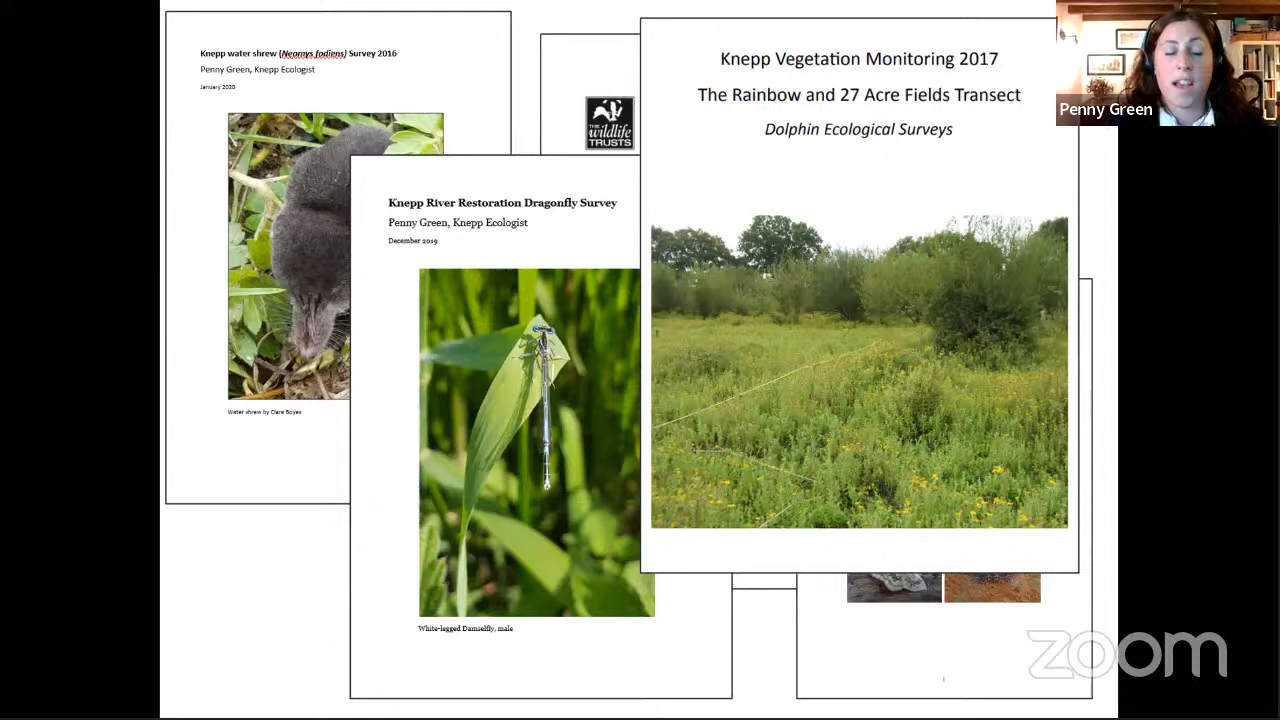 Knepp water shrew (Neomys fodiens) Survey 2016
Penny Green, Knepp Ecologist
January 2020
Water shrew by Clare Boyes
THE
wildlife
TRUSTS
Knepp River Restoration Dragonfly Survey
Penny Green, Knepp Ecologist
December 2019
White-legged Damselfly, male
Knepp Vegetation Monitoring 2017
The Rainbow and 27 Acre Fields Transect
Dolphin Ecological Surveys
Penny Green
zoom